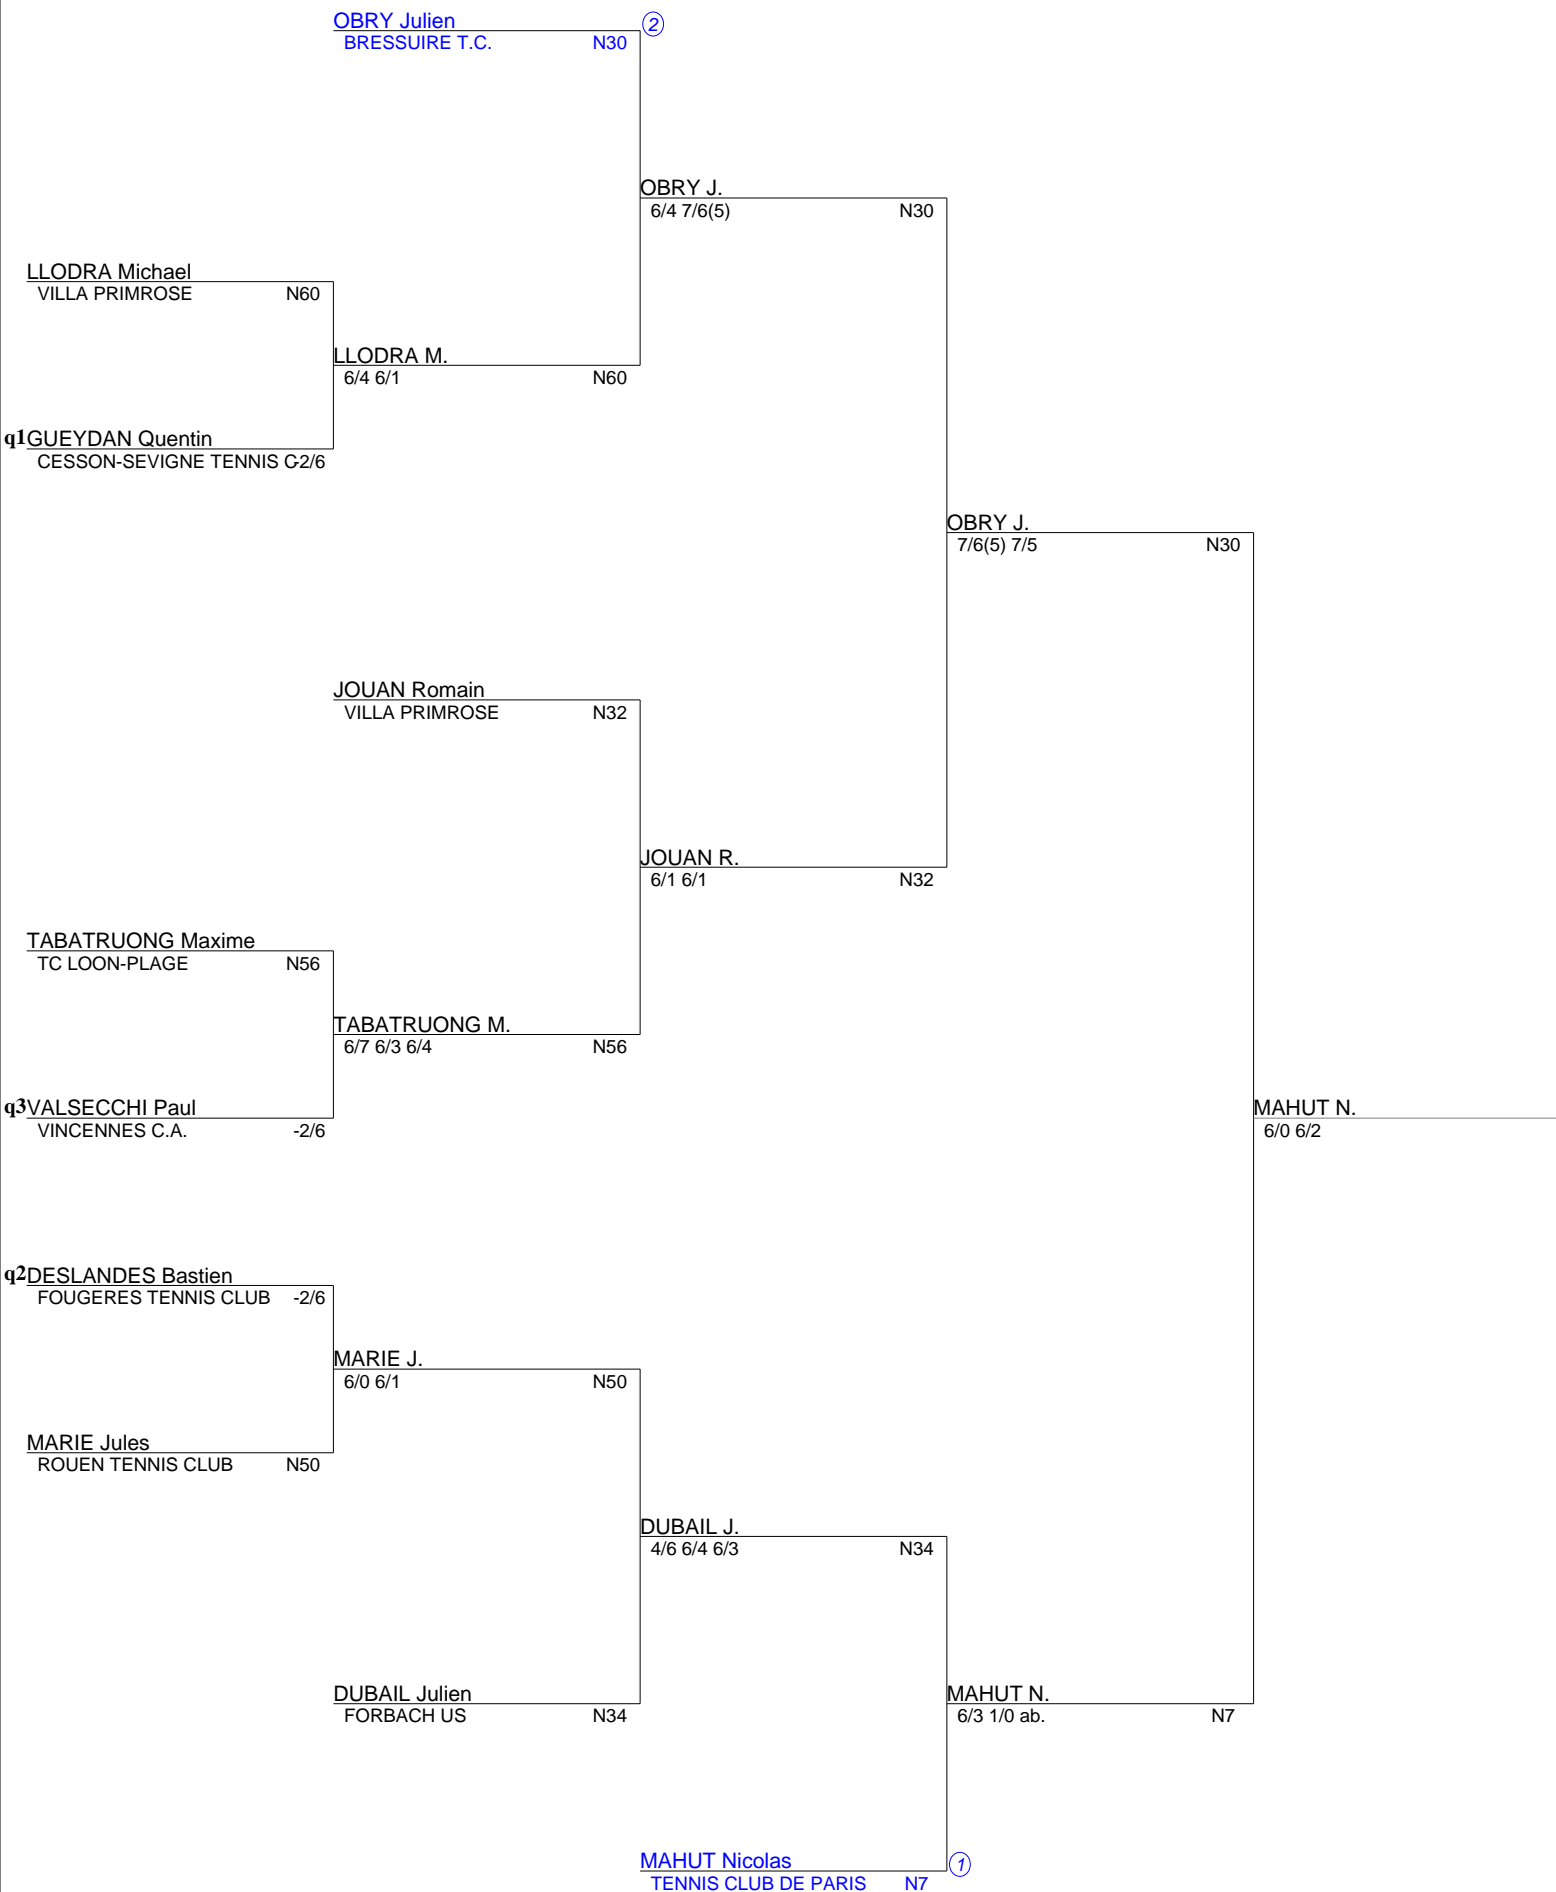 OBRY Julien 2
BRESSUIRE T.C. N30
OBRY J.
6/4 7/6(5) N30
LLODRA Michael
VILLA PRIMROSE N60
LLODRA M.
6/4 6/1 N60
q1 GUEYDAN Quentin
CESSON-SEVIGNE TENNIS C-2/6
OBRY J.
7/6(5) 7/5 N30
JOUAN Romain
VILLA PRIMROSE N32
JOUAN R.
6/1 6/1 N32
TABATRUONG Maxime
TC LOON-PLAGE N56
TABATRUONG M.
6/7 6/3 6/4 N56
q3 VALSECCHI Paul
VINCENNES C.A. -2/6
MAHUT N.
6/0 6/2
q2 DESLANDES Bastien
FOUGERES TENNIS CLUB -2/6
MARIE J.
6/0 6/1 N50
MARIE Jules
ROUEN TENNIS CLUB N50
DUBAIL J.
4/6 6/4 6/3 N34
DUBAIL Julien
FORBACH US N34
MAHUT N.
6/3 1/0 ab. N7
MAHUT Nicolas 1
TENNIS CLUB DE PARIS N7